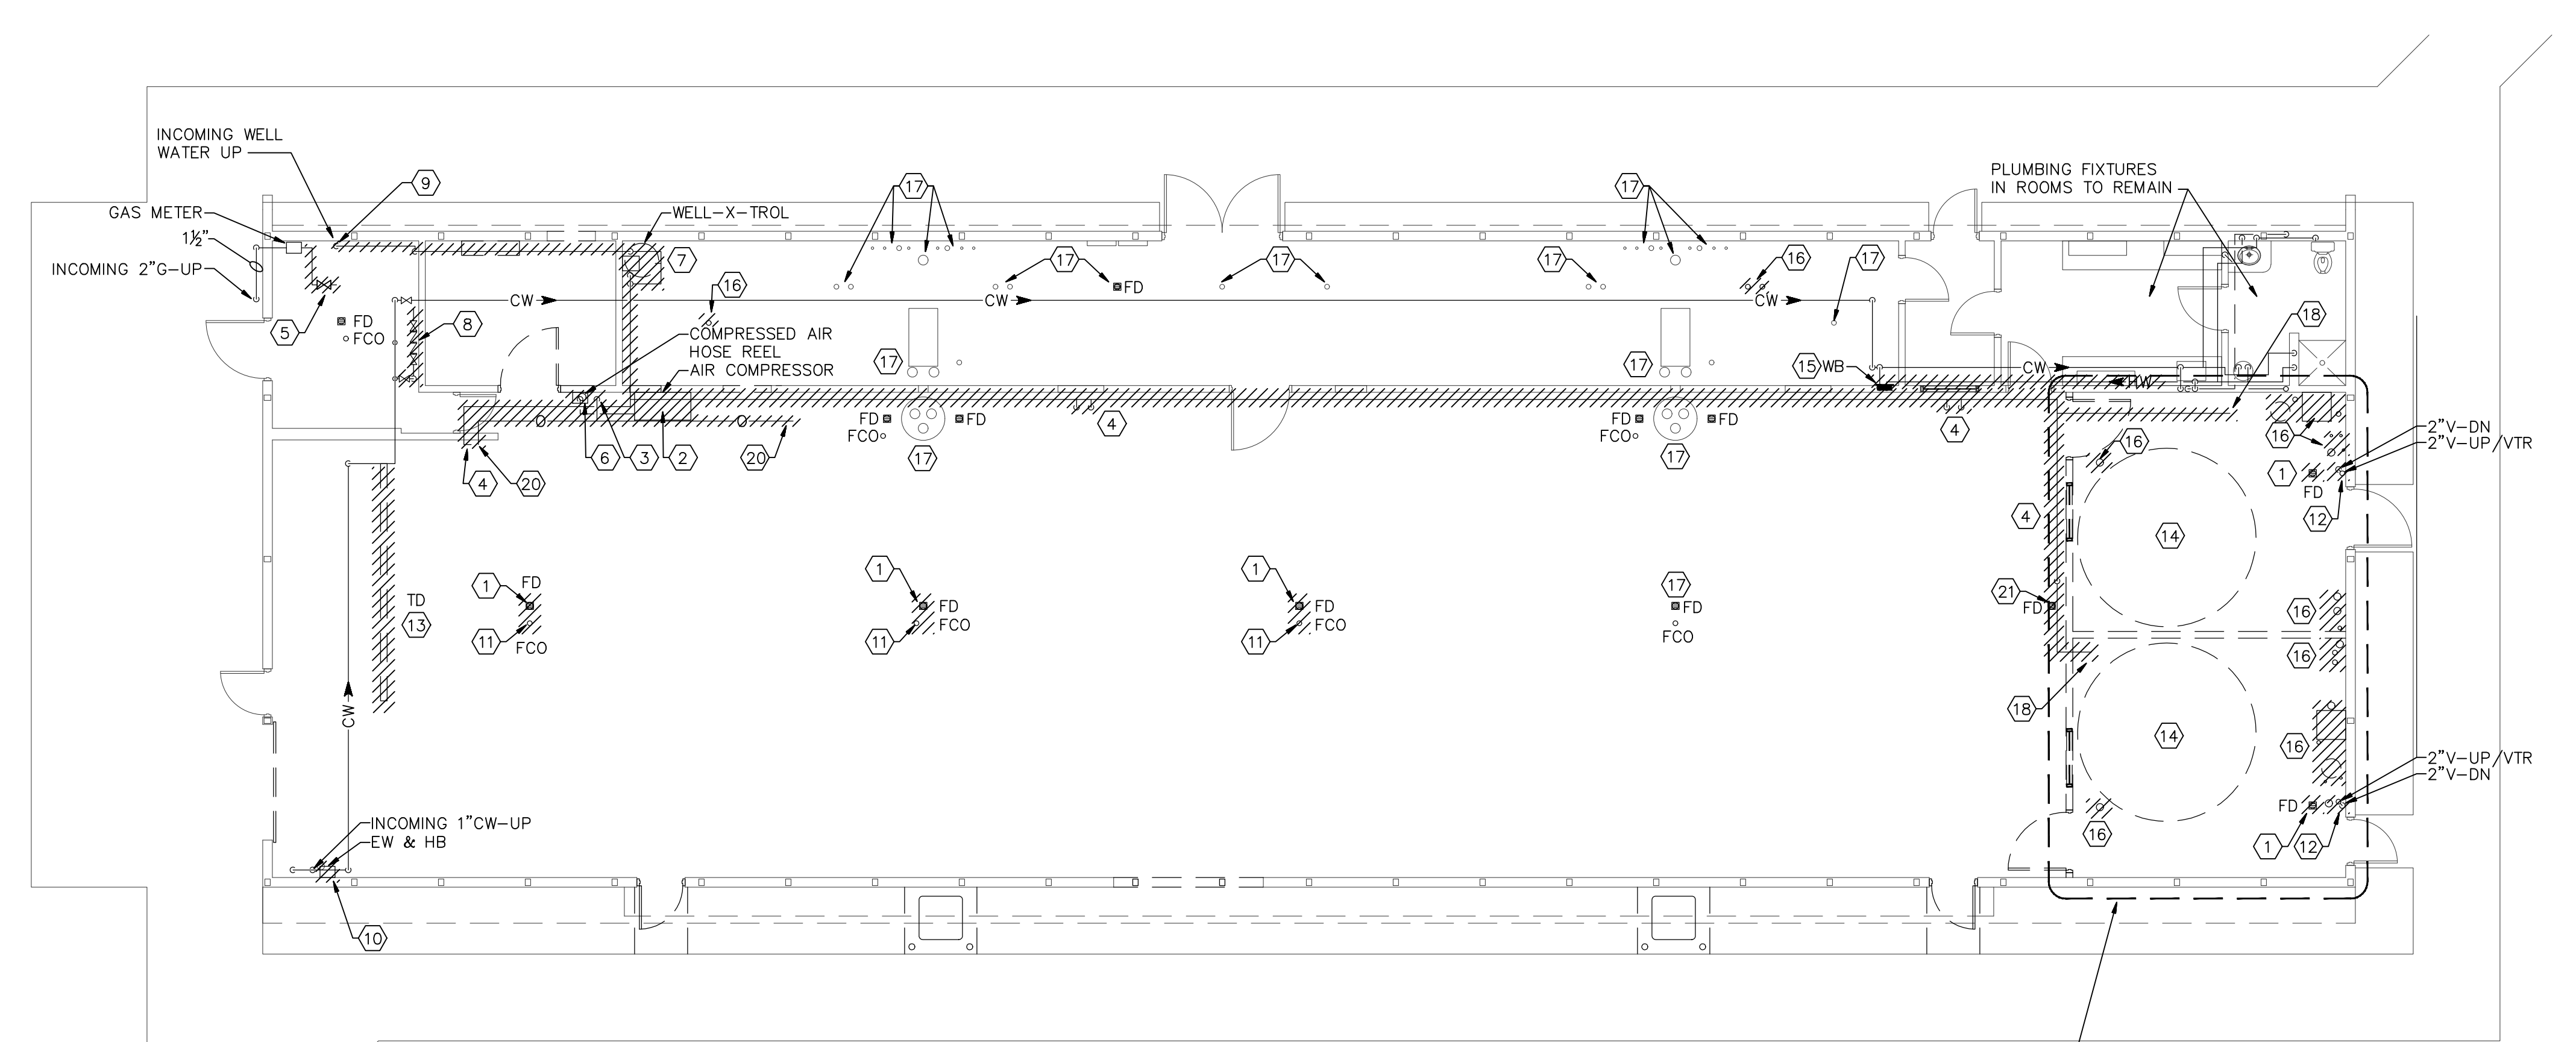 INCOMING WELL
WATER UP
9
GAS METER
1½"
INCOMING 2"G-UP
5
FD
FCO
8
WELL-X-TROL
7
17
17
PLUMBING FIXTURES
IN ROOMS TO REMAIN
17
FD
17
17
16
17
16
CW
CW
CW
18
COMPRESSED AIR
HOSE REEL
AIR COMPRESSOR
17
17
15
WB
CW
HW
FD
FD
FCO
17
4
FD
FD
FCO
17
4
16
16
2"V-DN
2"V-UP/VTR
1
FD
12
6
3
2
20
4
20
4
14
TD
13
1
FD
11
FCO
1
FD
11
FCO
1
FD
11
FCO
17
FD
FCO
21
FD
16
16
18
14
16
CW
2"V-UP/VTR
2"V-DN
FD
16
1
12
INCOMING 1"CW-UP
EW & HB
10